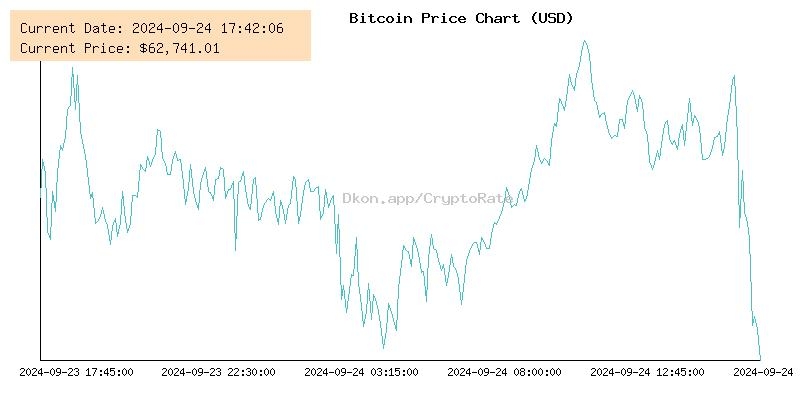 Bitcoin Price Chart (USD)
Current Date: 2024-09-24 17:42:06
Current Price: $62,741.01
Dkon.app/CryptoRate
2024-09-23 17:45:00 2024-09-23 22:30:00 2024-09-24 03:15:00 2024-09-24 08:00:00 2024-09-24 12:45:00 2024-09-24